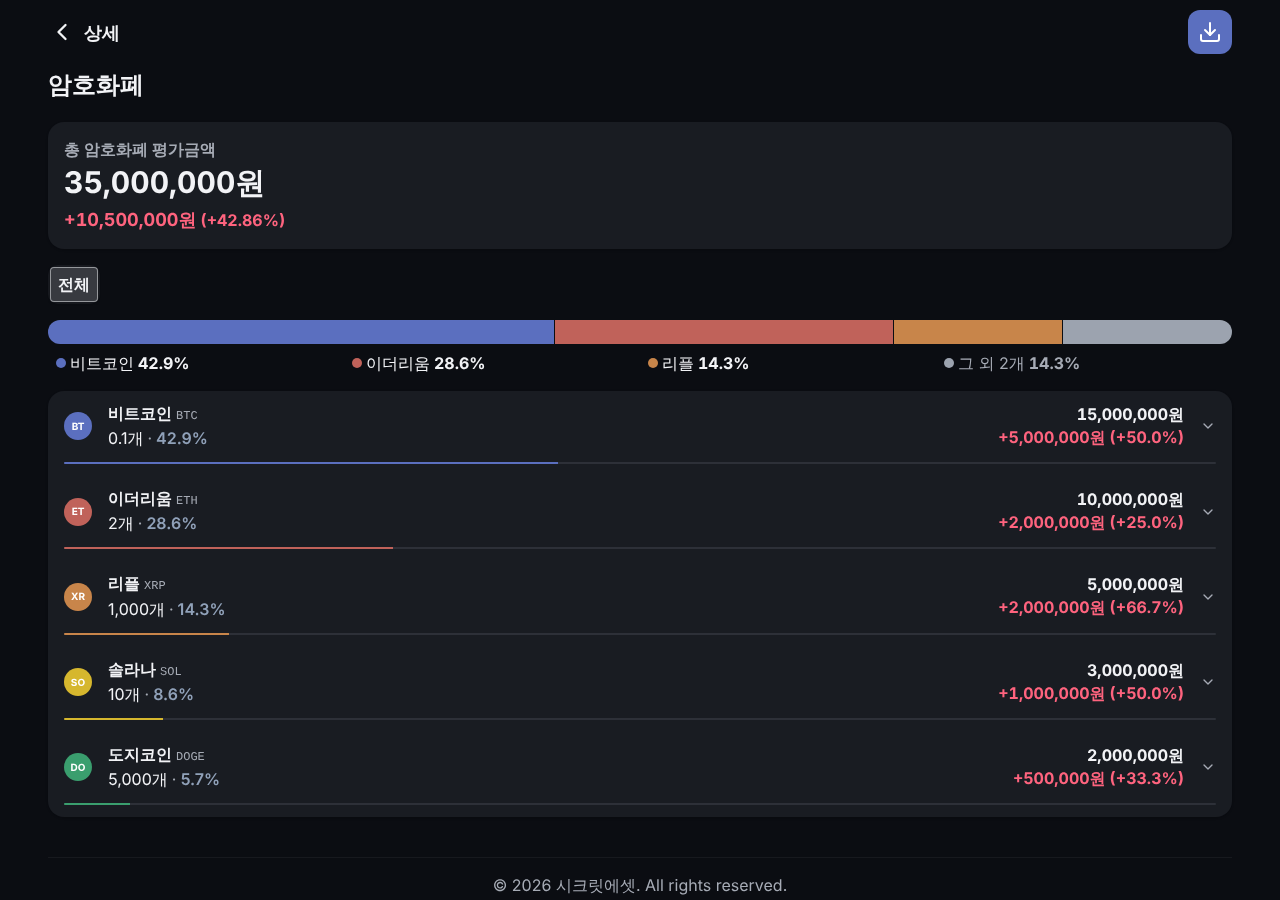 상세
암호화폐
총 암호화폐 평가금액
35,000,000원
+10,500,000원 (+42.86%)
전체
비트코인 42.9%
이더리움 28.6%
리플 14.3%
그 외 2개 14.3%
BT
비트코인 BTC
0.1개 · 42.9%
15,000,000원
+5,000,000원 (+50.0%)
ET
이더리움 ETH
2개 · 28.6%
10,000,000원
+2,000,000원 (+25.0%)
XR
리플 XRP
1,000개 · 14.3%
5,000,000원
+2,000,000원 (+66.7%)
SO
솔라나 SOL
10개 · 8.6%
3,000,000원
+1,000,000원 (+50.0%)
DO
도지코인 DOGE
5,000개 · 5.7%
2,000,000원
+500,000원 (+33.3%)
© 2026 시크릿에셋. All rights reserved.